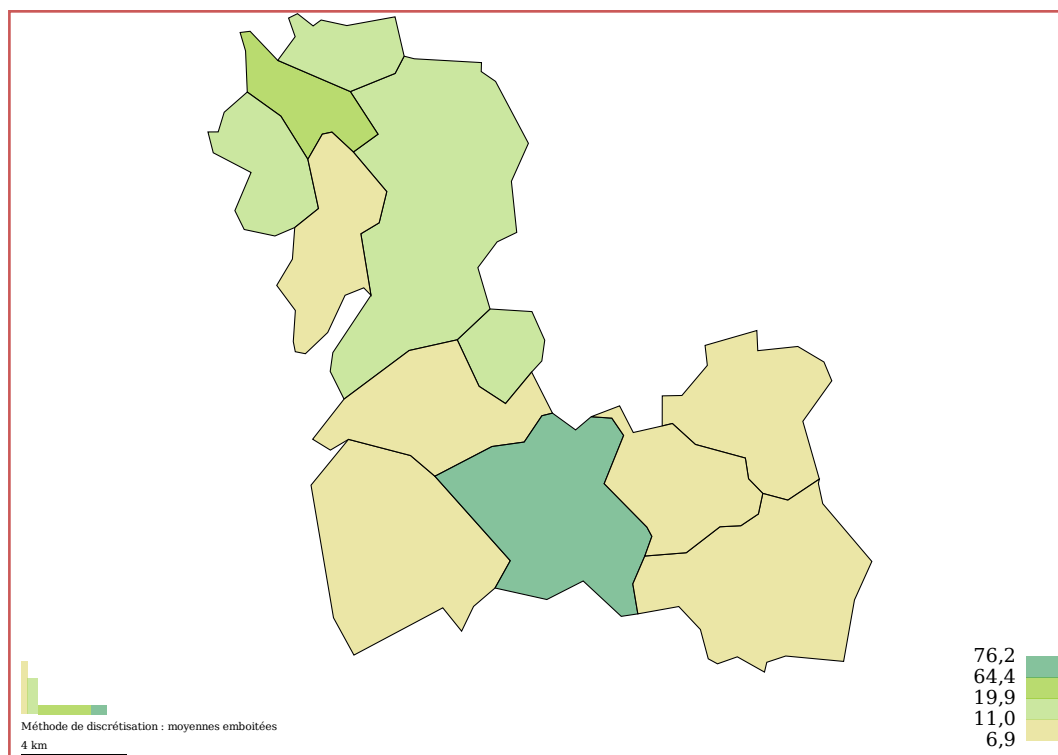 76,2
64,4
19,9
11,0
6,9
Méthode de discrétisation : moyennes emboitées
4 km